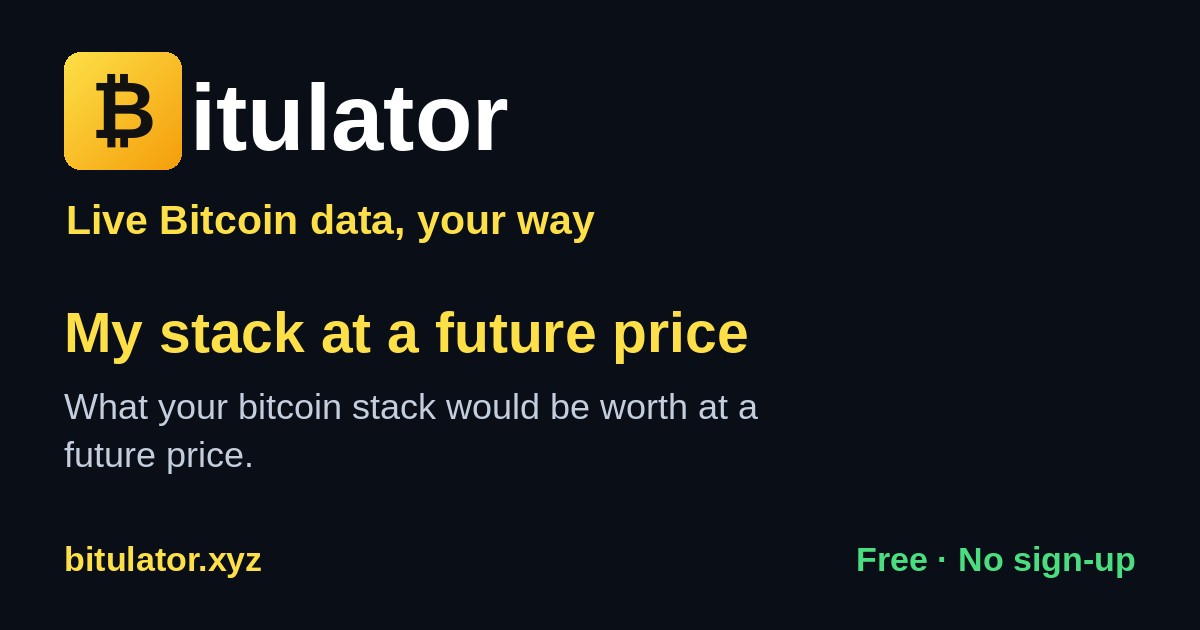 ₿itulator
Live Bitcoin data, your way
My stack at a future price
What your bitcoin stack would be worth at a
future price.
bitulator.xyz
Free · No sign-up